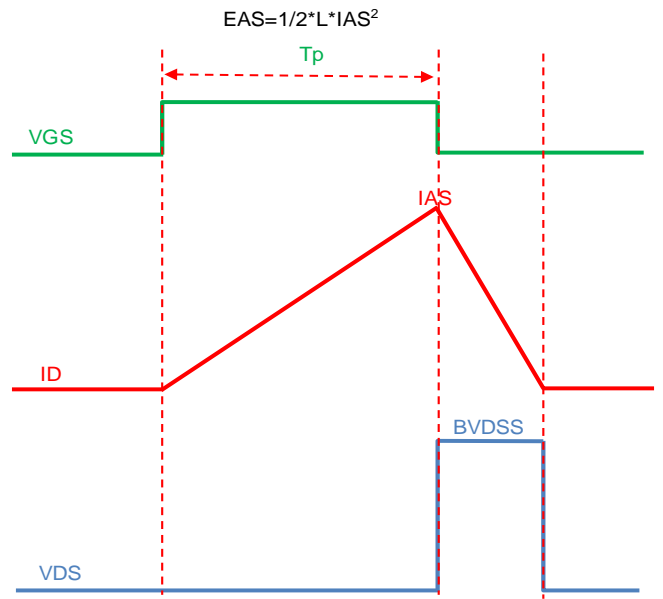 EAS=1/2*L*IAS²
Tp
VGS
IAS
ID
BVDSS
VDS